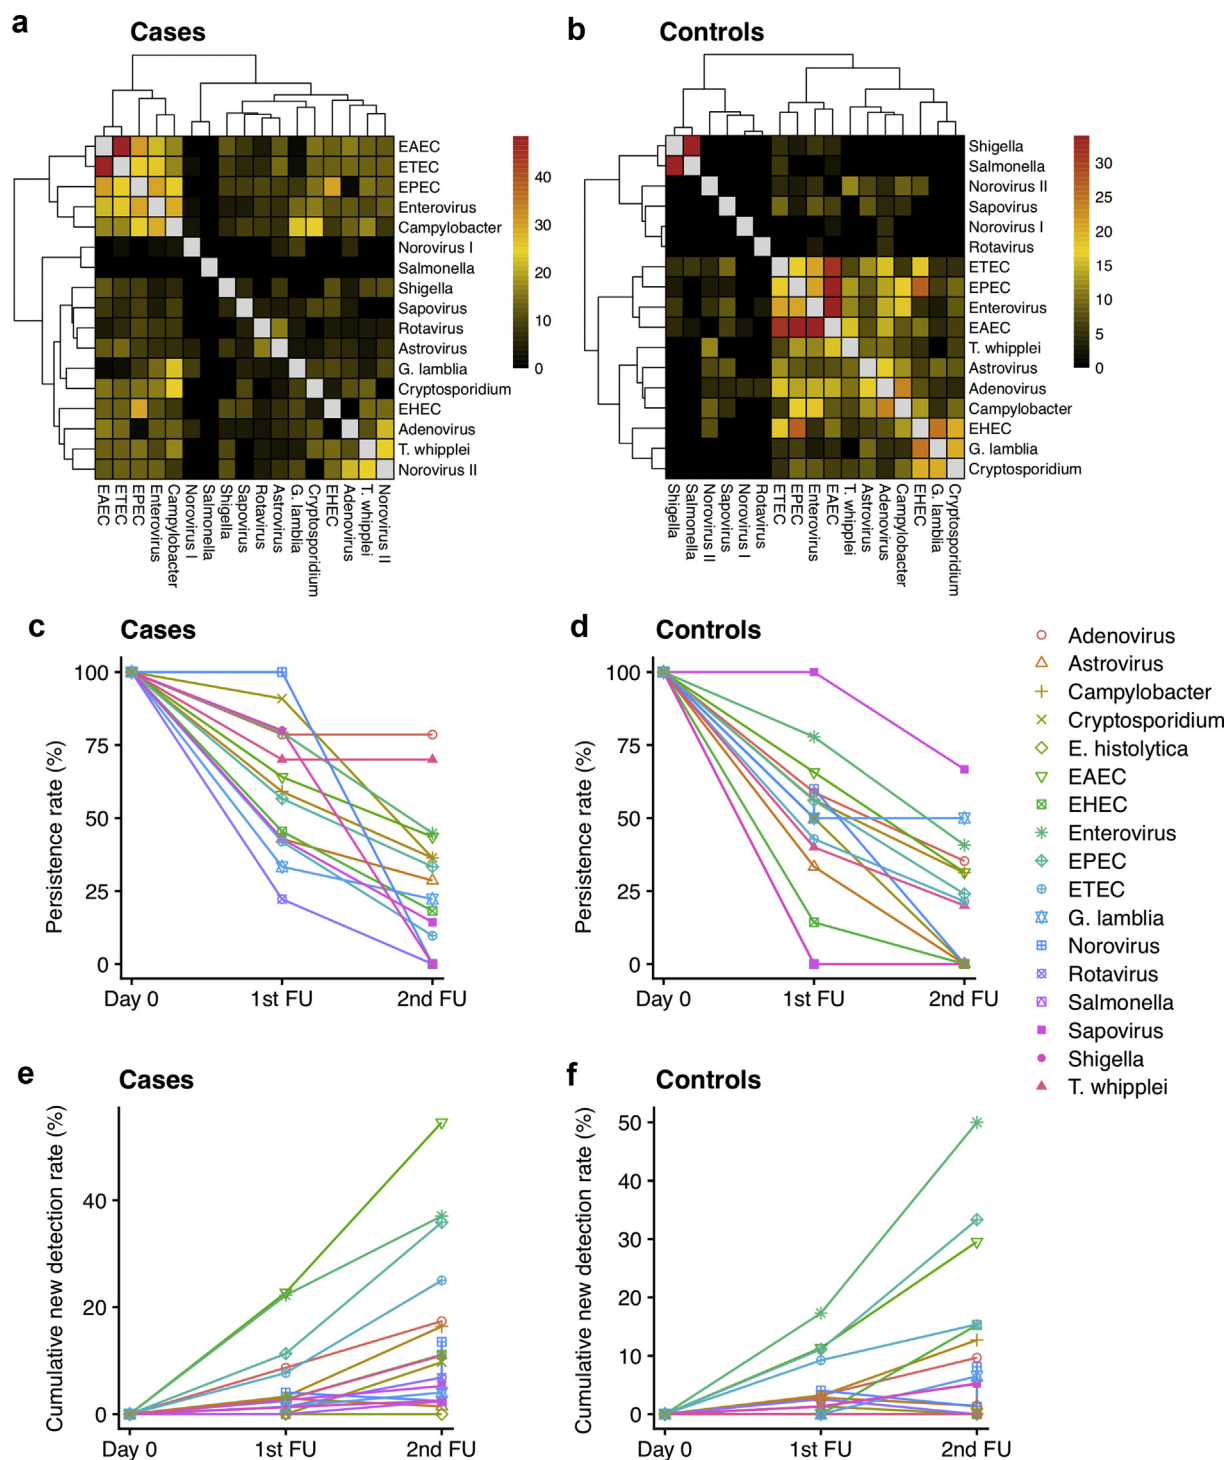 a
Cases
EAEC
ETEC
EPEC
Enterovirus
Campylobacter
Norovirus I
Salmonella
Shigella
Sapovirus
Rotavirus
Astrovirus
G. lamblia
Cryptosporidium
EHEC
Adenovirus
T. whipplei
Norovirus II
EAEC
ETEC
EPEC
Enterovirus
Campylobacter
Norovirus I
Salmonella
Shigella
Sapovirus
Rotavirus
Astrovirus
G. lamblia
Cryptosporidium
EHEC
Adenovirus
T. whipplei
Norovirus II
40
30
20
10
0
b
Controls
Shigella
Salmonella
Norovirus II
Sapovirus
Norovirus I
Rotavirus
ETEC
EPEC
Enterovirus
EAEC
T. whipplei
Astrovirus
Adenovirus
Campylobacter
EHEC
G. lamblia
Cryptosporidium
Shigella
Salmonella
Norovirus II
Sapovirus
Norovirus I
Rotavirus
ETEC
EPEC
Enterovirus
EAEC
T. whipplei
Astrovirus
Adenovirus
Campylobacter
EHEC
G. lamblia
Cryptosporidium
30
25
20
15
10
5
0
c
Cases
Persistence rate (%)
100
75
50
25
0
Day 0 1st FU 2nd FU
d
Controls
Persistence rate (%)
100
75
50
25
0
Day 0 1st FU 2nd FU
Adenovirus
Astrovirus
Campylobacter
Cryptosporidium
E. histolytica
EAEC
EHEC
Enterovirus
EPEC
ETEC
G. lamblia
Norovirus
Rotavirus
Salmonella
Sapovirus
Shigella
T. whipplei
e
Cases
Cumulative new detection rate (%)
40
20
0
Day 0 1st FU 2nd FU
f
Controls
Cumulative new detection rate (%)
50
40
30
20
10
0
Day 0 1st FU 2nd FU